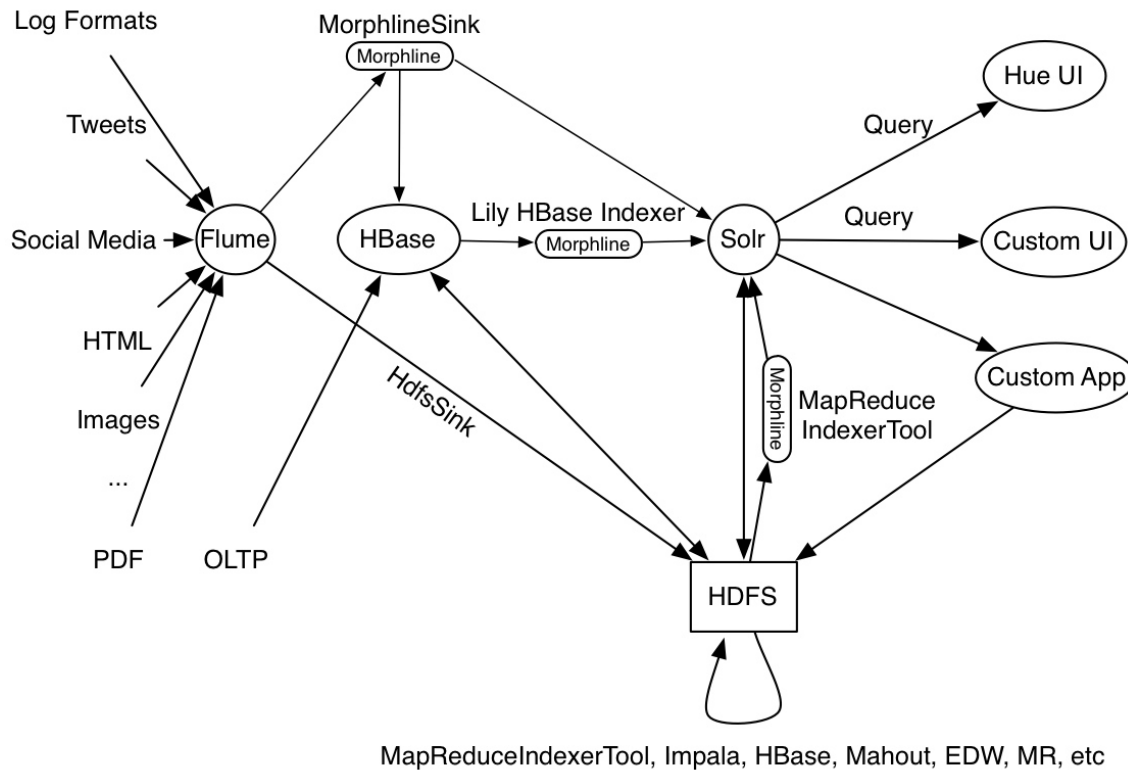 Log Formats
MorphlineSink
Morphline
Hue UI
Tweets
Query
Social Media
Flume
HBase
Lily HBase Indexer
Morphline
Solr
Query
Custom UI
HTML
HdfsSink
Morphline
MapReduce
IndexerTool
Custom App
Images
...
PDF
OLTP
HDFS
MapReduceIndexerTool, Impala, HBase, Mahout, EDW, MR, etc